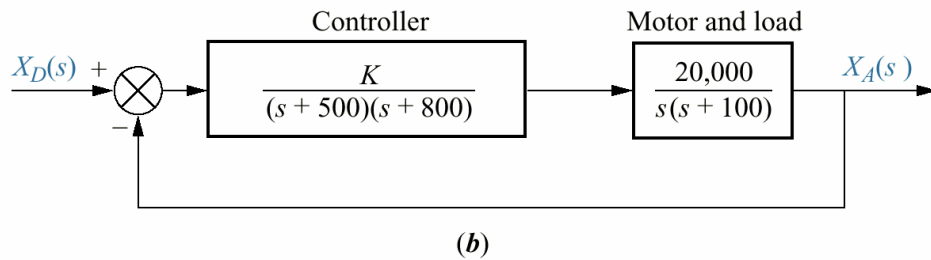 Controller
Motor and load
X_D(s) + −
K
(s + 500)(s + 800)
20,000
s(s + 100)
X_A(s )
(b)